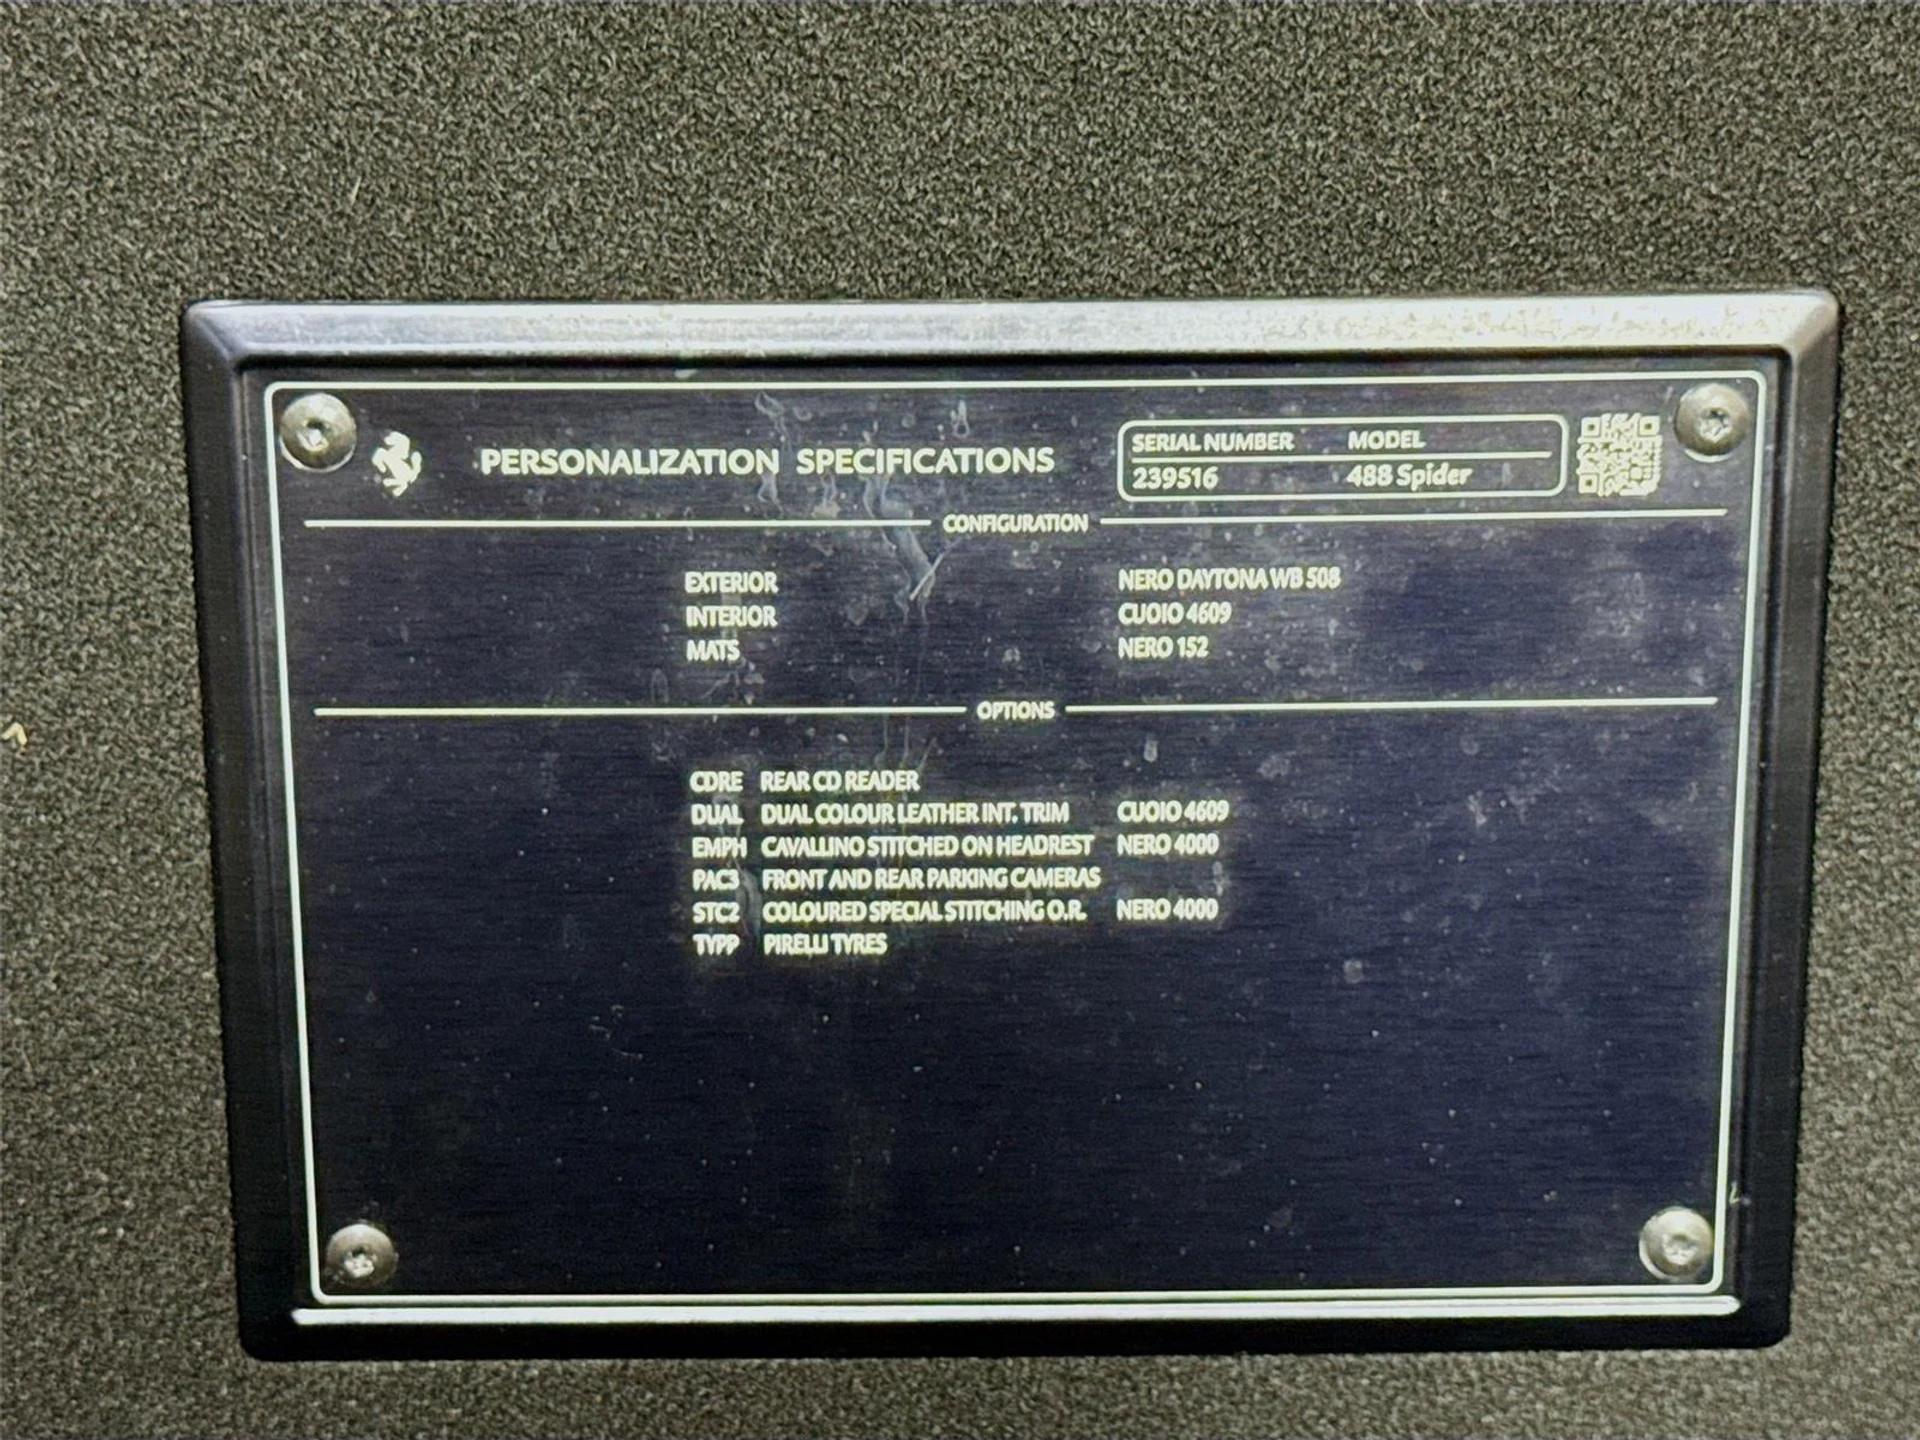 PERSONALIZATION SPECIFICATIONS
SERIAL NUMBER MODEL
239516 488 Spider
CONFIGURATION
EXTERIOR NERO DAYTONA WB 508
INTERIOR CUOIO 4609
MATS NERO 152
OPTIONS
CDRE REAR CD READER
DUAL DUAL COLOUR LEATHER INT. TRIM CUOIO 4609
EMPH CAVALLINO STITCHED ON HEADREST NERO 4000
PAC3 FRONT AND REAR PARKING CAMERAS
STC2 COLOURED SPECIAL STITCHING O.R. NERO 4000
TYPP PIRELLI TYRES